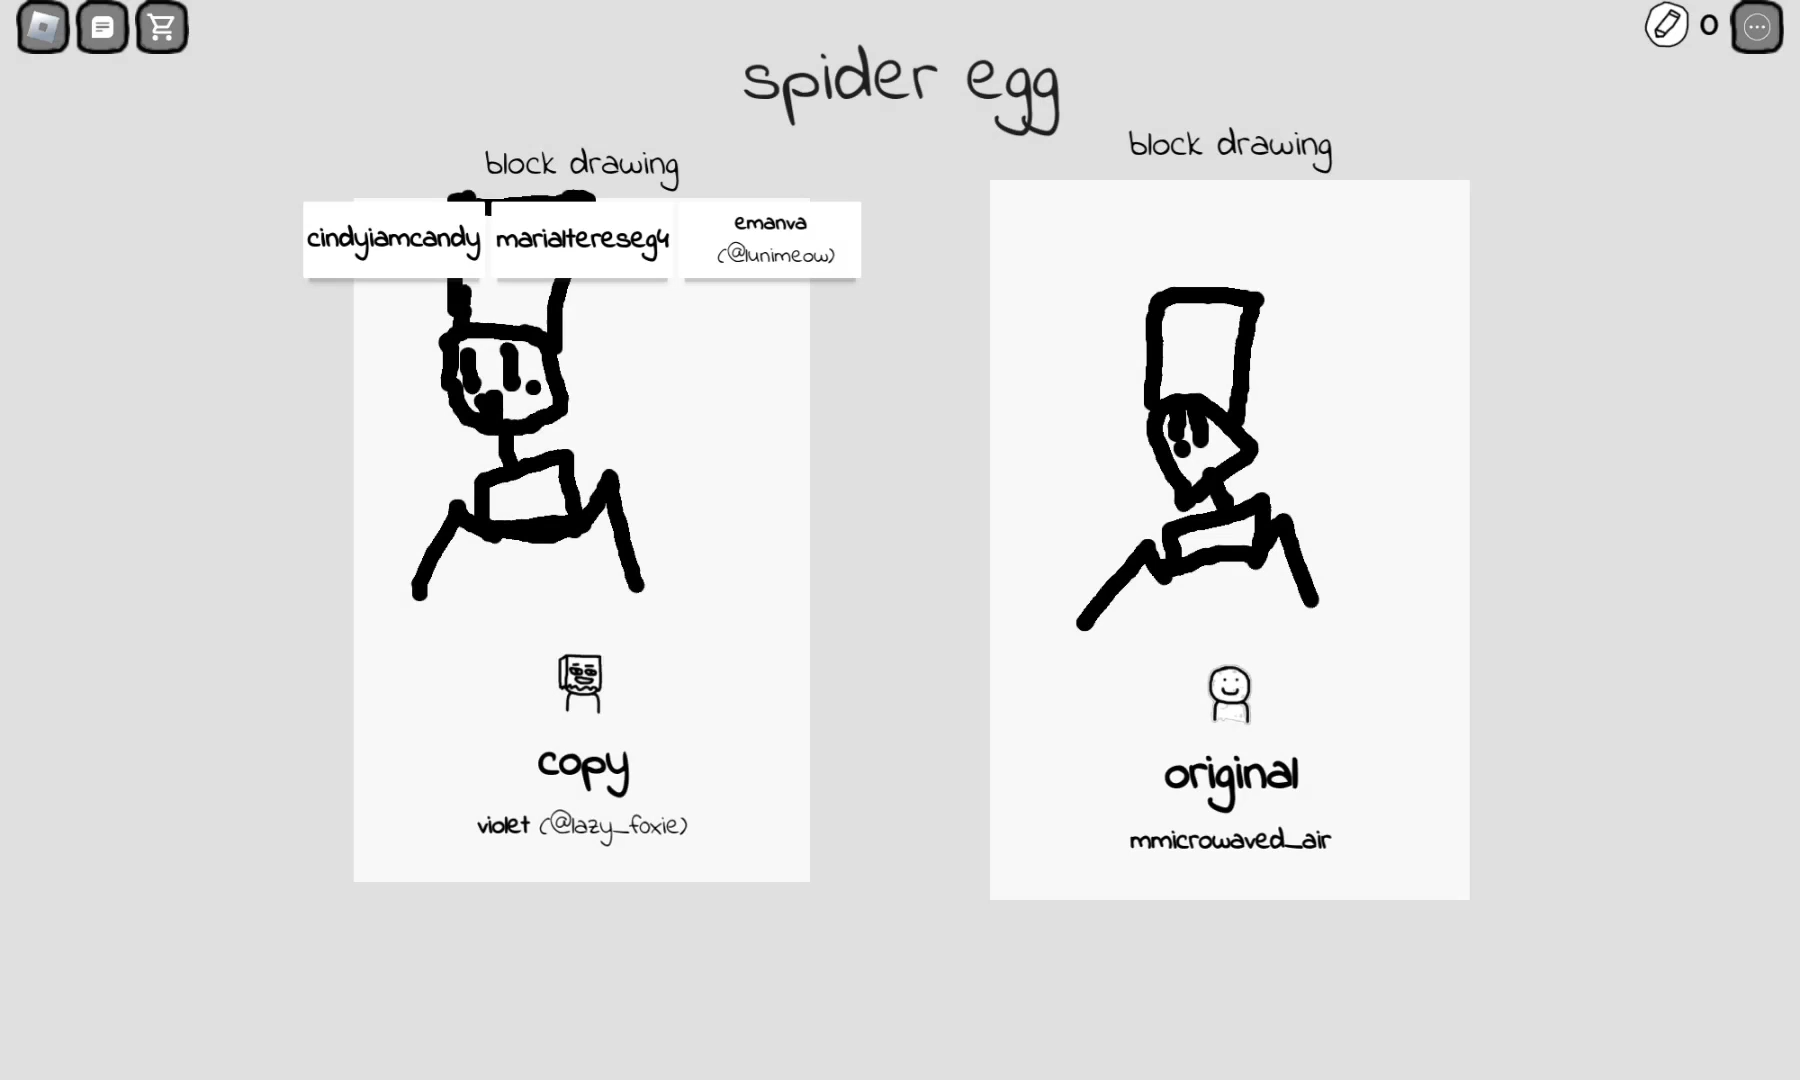 0
spider egg
block drawing
cindyiamcandy
marialtereseg4
emanva
(@lunimeow)
copy
violet (@lazy_foxie)
block drawing
original
mmicrowaved_air